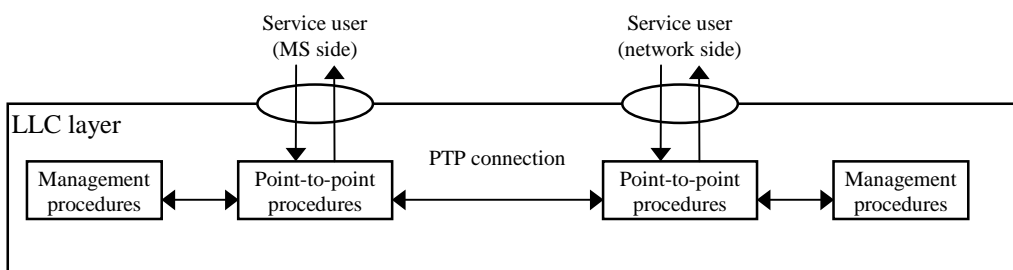 Service user
(MS side)
Service user
(network side)
LLC layer
PTP connection
Management
procedures
Point-to-point
procedures
Point-to-point
procedures
Management
procedures